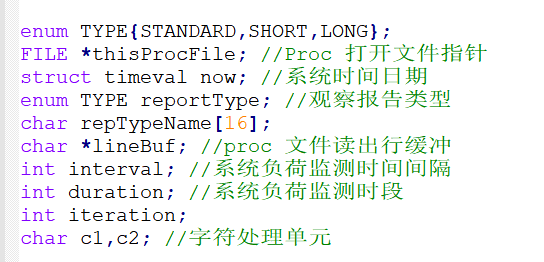 enum TYPE{STANDARD,SHORT,LONG};
FILE *thisProcFile; //Proc 打开文件指针
struct timeval now; //系统时间日期
enum TYPE reportType; //观察报告类型
char repTypeName[16];
char *lineBuf; //proc 文件读出行缓冲
int interval; //系统负荷监测时间间隔
int duration; //系统负荷监测时段
int iteration;
char c1,c2; //字符处理单元